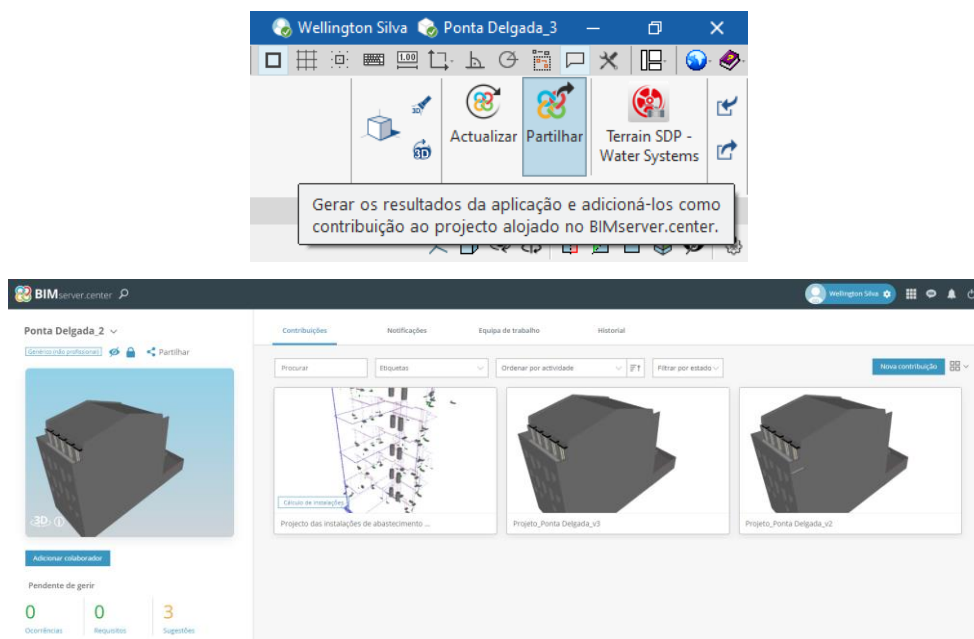 Wellington Silva Ponta Delgada_3
1.00
3D
Actualizar Partilhar Terrain SDP -
Water Systems
3D
Gerar os resultados da aplicação e adicioná-los como
contribuição ao projecto alojado no BIMserver.center.
BIMserver.center
Wellington Silva
Ponta Delgada_2
Contribuições Notificações Equipa de trabalho Historial
Genérico (não profissional) Partilhar
Procurar Etiquetas Ordenar por actividade Filtrar por estado Nova contribuição
3D
Cálculo de instalações
Projecto das instalações de abastecimento ... Projeto_Ponta Delgada_v3 Projeto_Ponta Delgada_v2
Adicionar colaborador
Pendente de gerir
0 0 3
Ocorrências Requisitos Sugestões